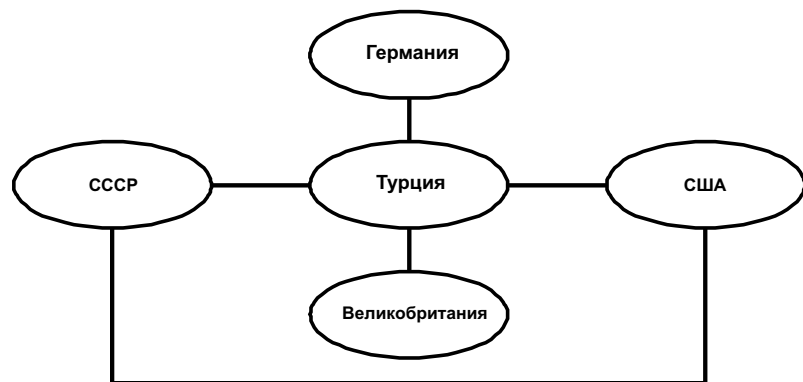 Германия
СССР
Турция
США
Великобритания